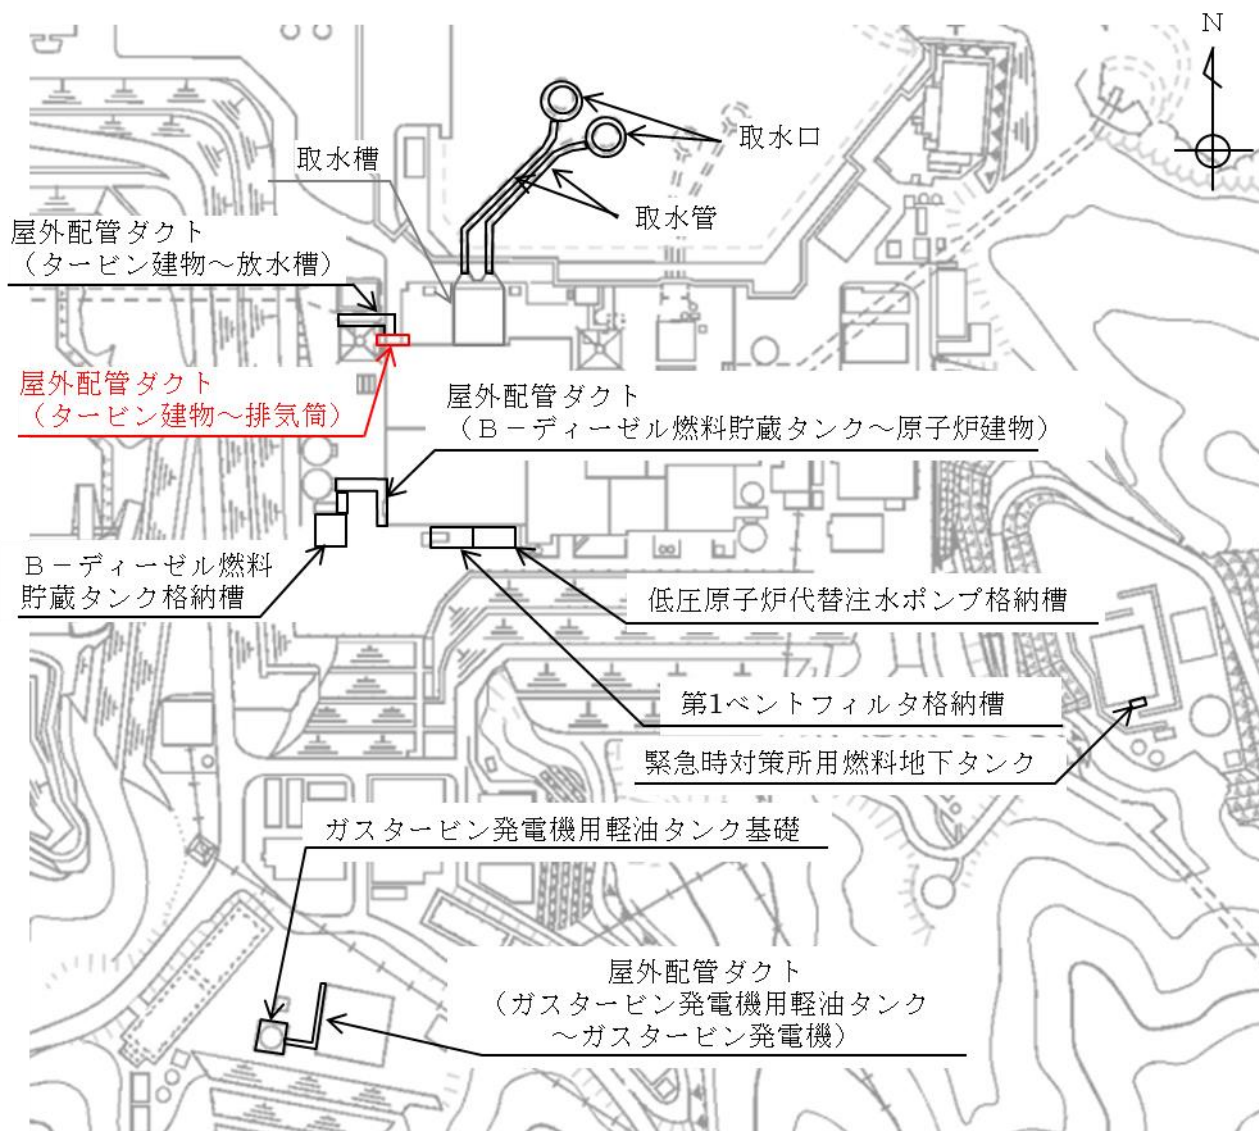 N
取水口
取水槽
取水管
屋外配管ダクト
（タービン建物～放水槽）
屋外配管ダクト
（タービン建物～排気筒）
屋外配管ダクト
（Ｂ－ディーゼル燃料貯蔵タンク～原子炉建物）
Ｂ－ディーゼル燃料
貯蔵タンク格納槽
低圧原子炉代替注水ポンプ格納槽
第1ベントフィルタ格納槽
緊急時対策所用燃料地下タンク
ガスタービン発電機用軽油タンク基礎
屋外配管ダクト
（ガスタービン発電機用軽油タンク
～ガスタービン発電機）